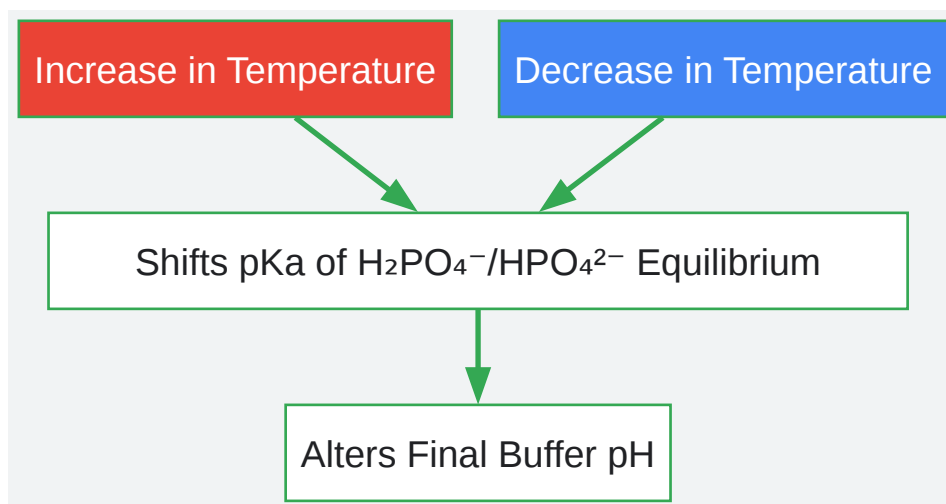 Increase in Temperature
Decrease in Temperature
Shifts pKa of H₂PO₄⁻/HPO₄²⁻ Equilibrium
Alters Final Buffer pH